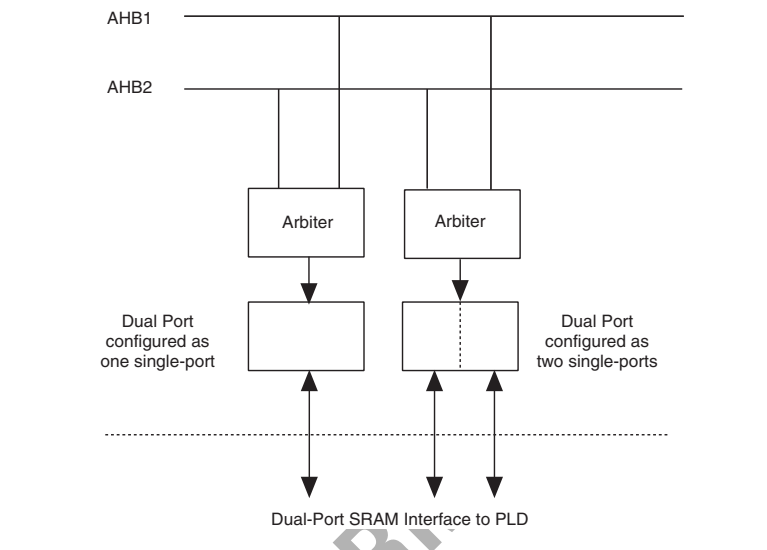 AHB1
AHB2
Arbiter
Arbiter
Dual Port
configured as
one single-port
Dual Port
configured as
two single-ports
Dual-Port SRAM Interface to PLD